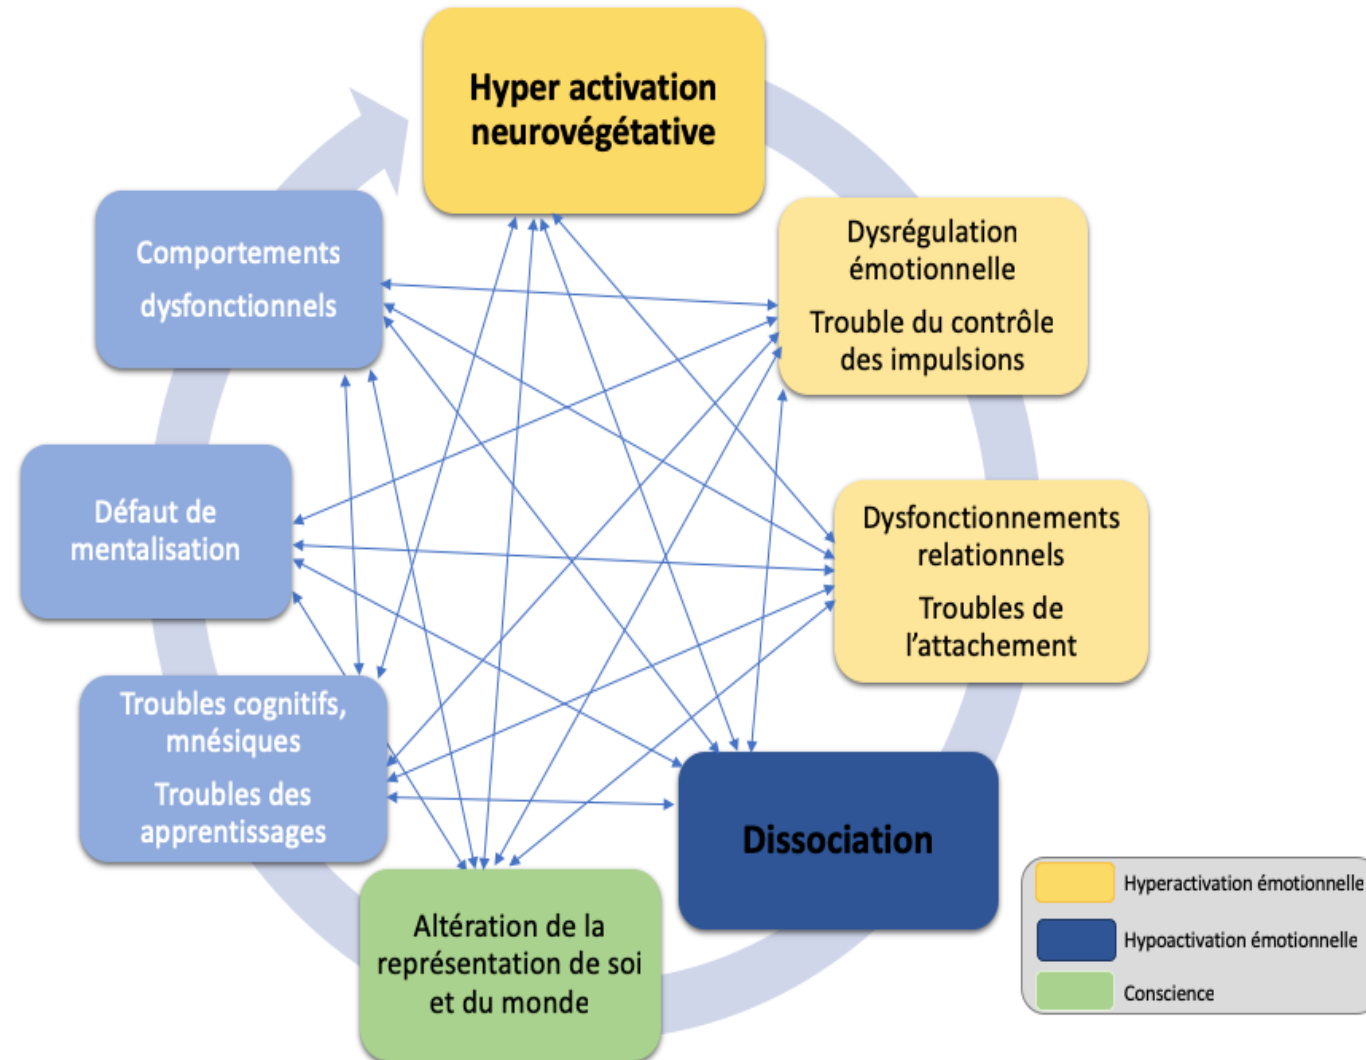 Hyper activation
neurovégétative
Dysrégulation
émotionnelle
Trouble du contrôle
des impulsions
Dysfonctionnements
relationnels
Troubles de
l'attachement
Dissociation
Altération de la
représentation de soi
et du monde
Troubles cognitifs,
mnésiques
Troubles des
apprentissages
Défaut de
mentalisation
Comportements
dysfonctionnels
Hyperactivation émotionnelle
Hypoactivation émotionnelle
Conscience